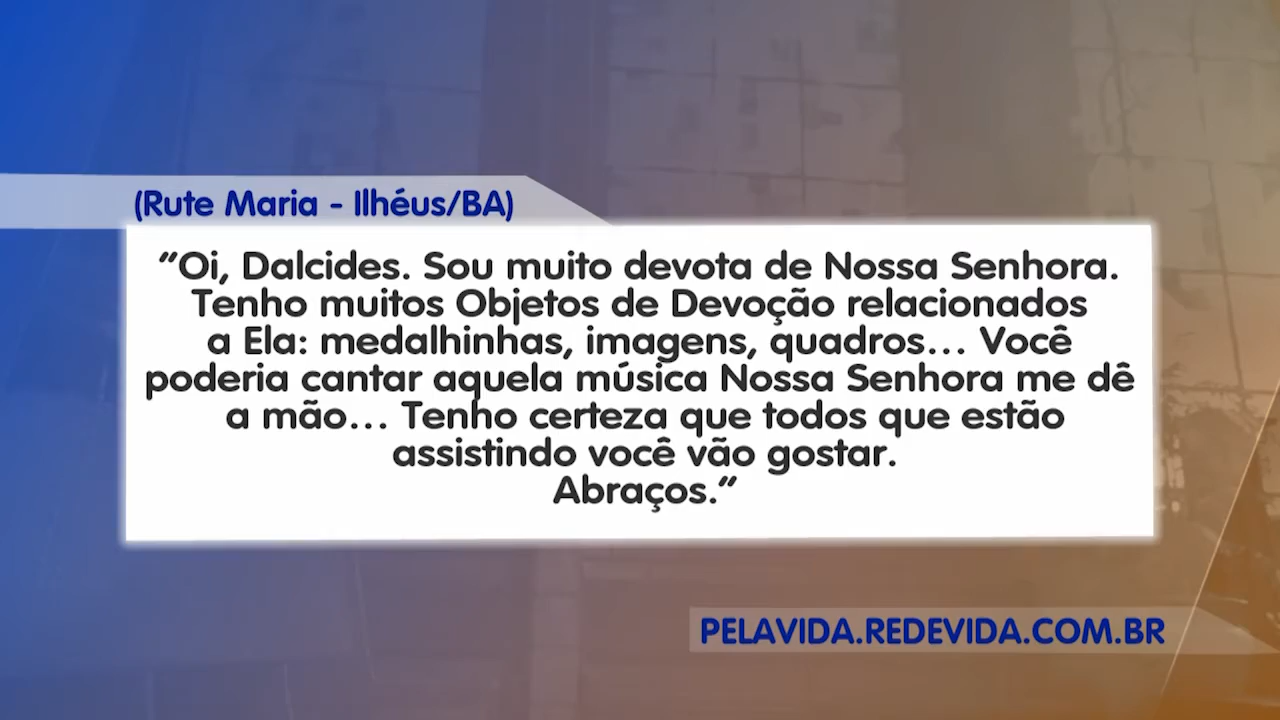 (Rute Maria - Ilhéus/BA)
“Oi, Dalcides. Sou muito devota de Nossa Senhora.
Tenho muitos Objetos de Devoção relacionados
a Ela: medalhinhas, imagens, quadros... Você
poderia cantar aquela música Nossa Senhora me dê
a mão... Tenho certeza que todos que estão
assistindo você vão gostar.
Abraços.”
PELAVIDA.REDEVIDA.COM.BR